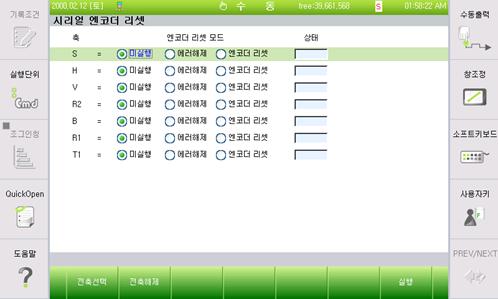 기록조건
2000.02.12 [토] 수 동 free:39,661,568 S 01:58:22 AM
수동출력
시리얼 엔코더 리셋
축 엔코더 리셋 모드 상태
S = 미실행 에러해제 엔코더 리셋
실행단위
창조정
H = 미실행 에러해제 엔코더 리셋
V = 미실행 에러해제 엔코더 리셋
Cmd
R2 = 미실행 에러해제 엔코더 리셋
B = 미실행 에러해제 엔코더 리셋
조그인칭
소프트키보드
R1 = 미실행 에러해제 엔코더 리셋
T1 = 미실행 에러해제 엔코더 리셋
QuickOpen
사용자키
F
도움말
PREV/NEXT
?
전축선택 전축해제 실행